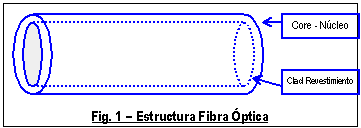 Core - Núcleo
Clad Revestimiento
Fig. 1 – Estructura Fibra Óptica